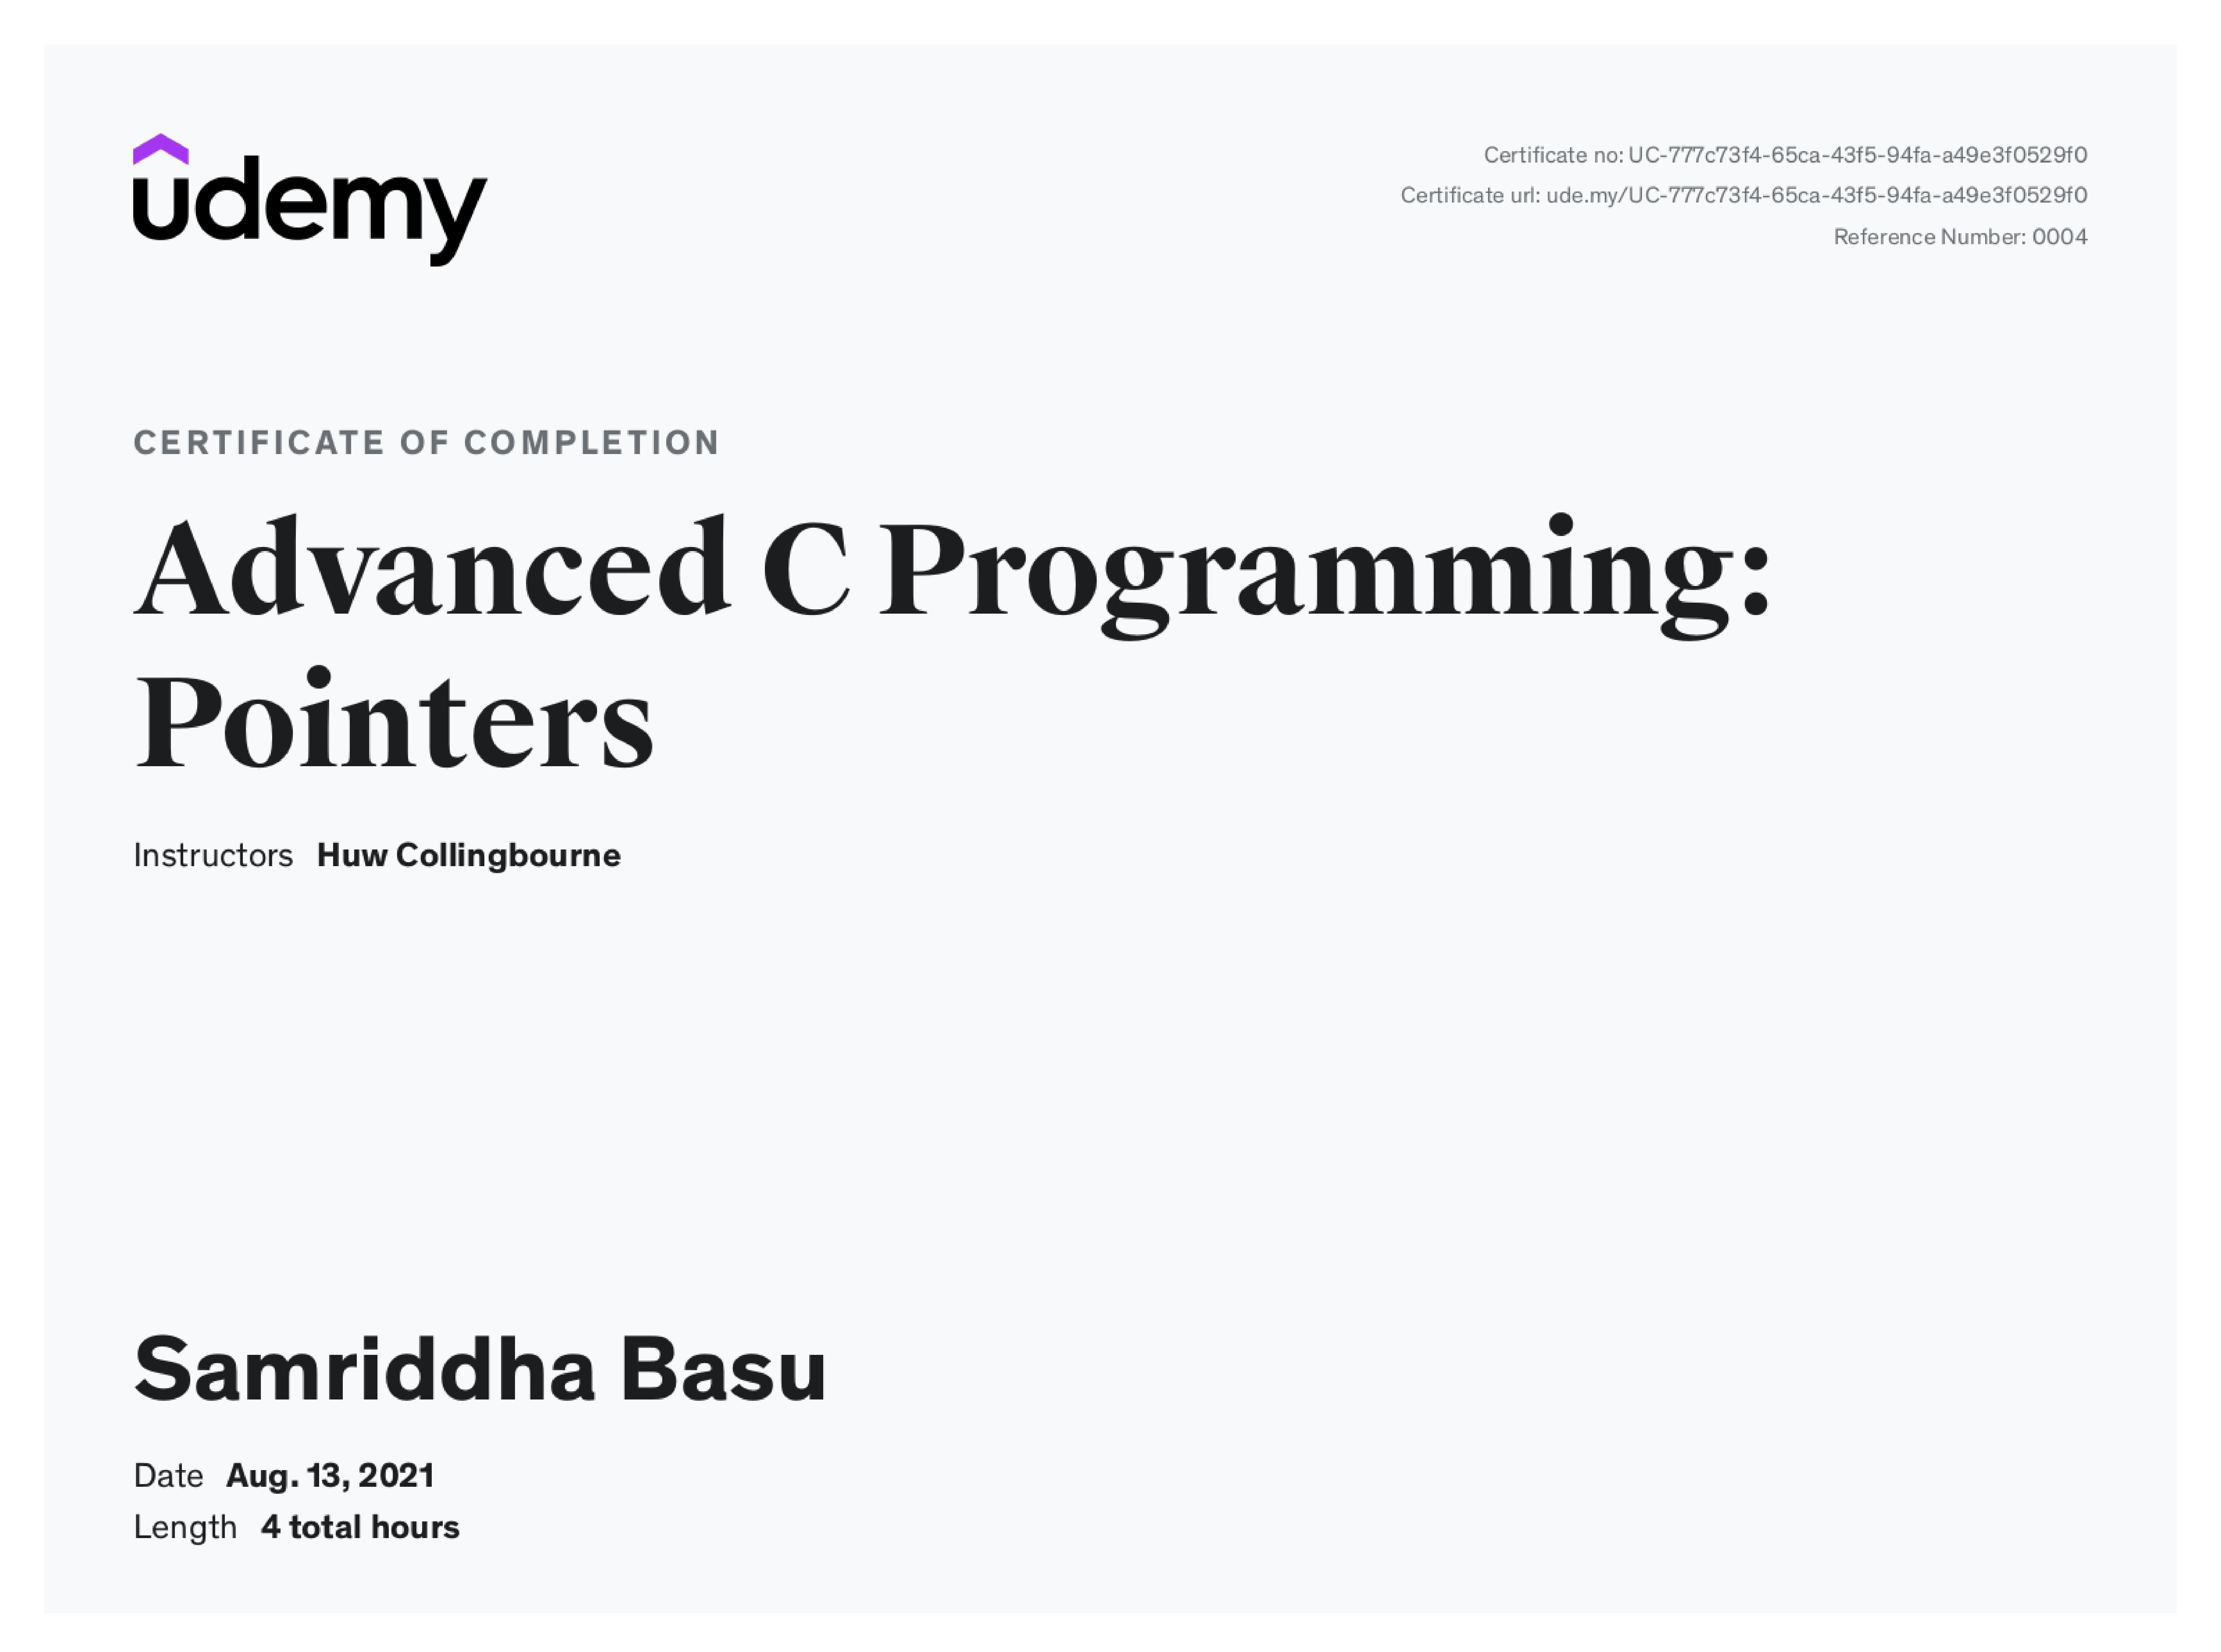 udemy
Certificate no: UC-777c73f4-65ca-43f5-94fa-a49e3f0529f0
Certificate url: ude.my/UC-777c73f4-65ca-43f5-94fa-a49e3f0529f0
Reference Number: 0004
CERTIFICATE OF COMPLETION
Advanced C Programming:
Pointers
Instructors Huw Collingbourne
Samriddha Basu
Date Aug. 13, 2021
Length 4 total hours